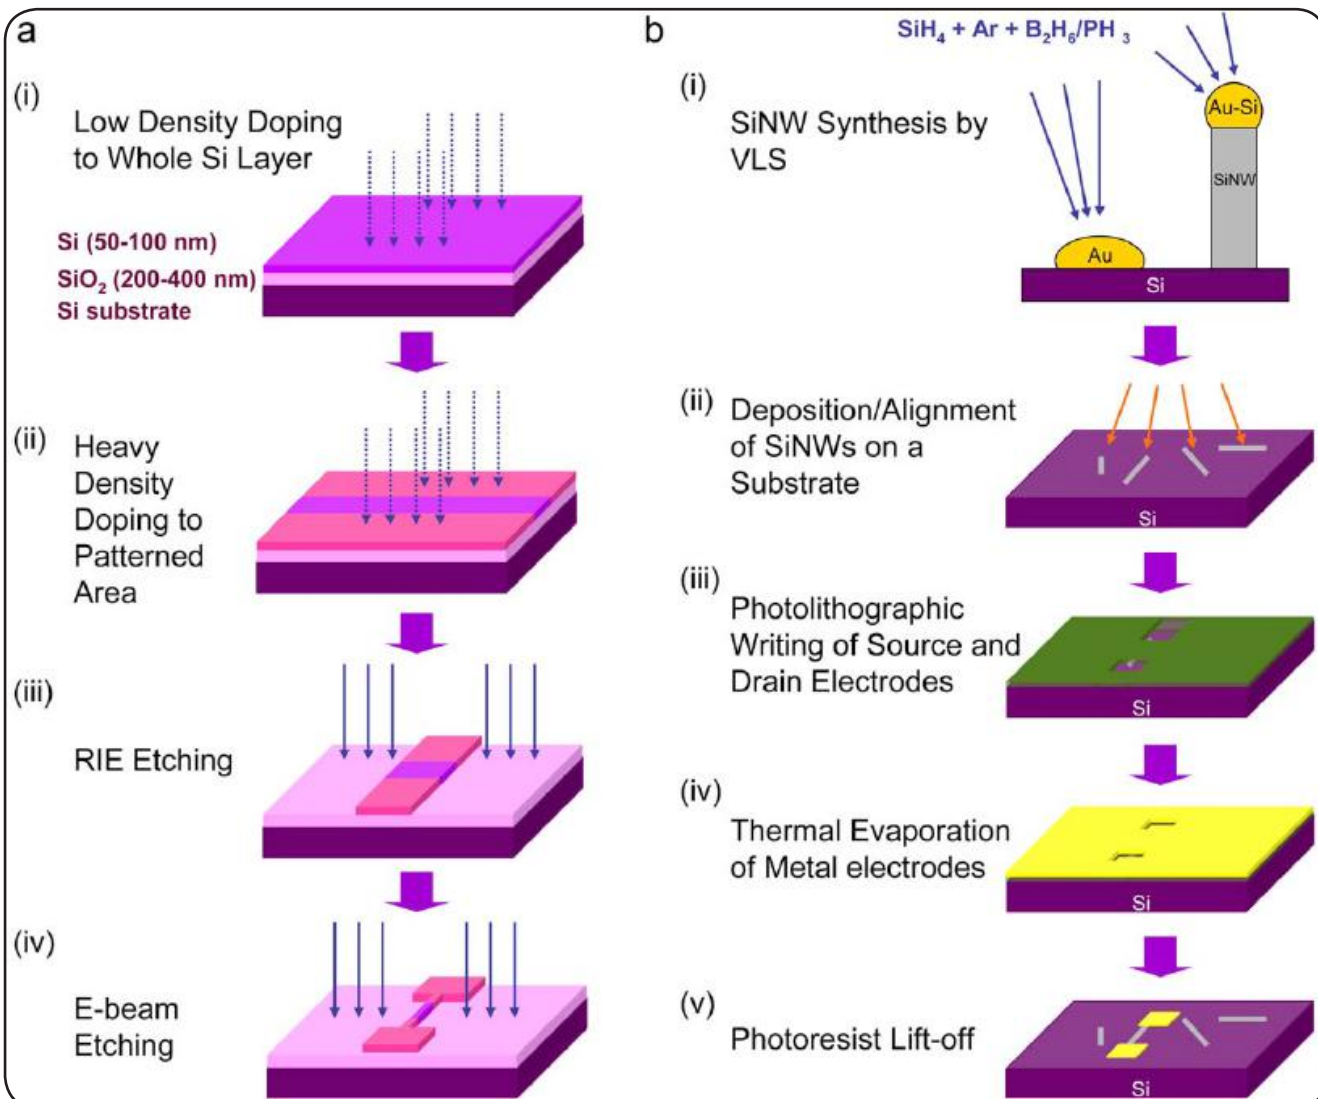 a
(i)
Low Density Doping
to Whole Si Layer
Si (50-100 nm)
SiO₂ (200-400 nm)
Si substrate
(ii)
Heavy
Density
Doping to
Patterned
Area
(iii)
RIE Etching
(iv)
E-beam
Etching
b
SiH₄ + Ar + B₂H₆/PH ₃
(i)
SiNW Synthesis by
VLS
Au-Si
SiNW
Au
Si
(ii)
Deposition/Alignment
of SiNWs on a
Substrate
Si
(iii)
Photolithographic
Writing of Source and
Drain Electrodes
Si
(iv)
Thermal Evaporation
of Metal electrodes
Si
(v)
Photoresist Lift-off
Si